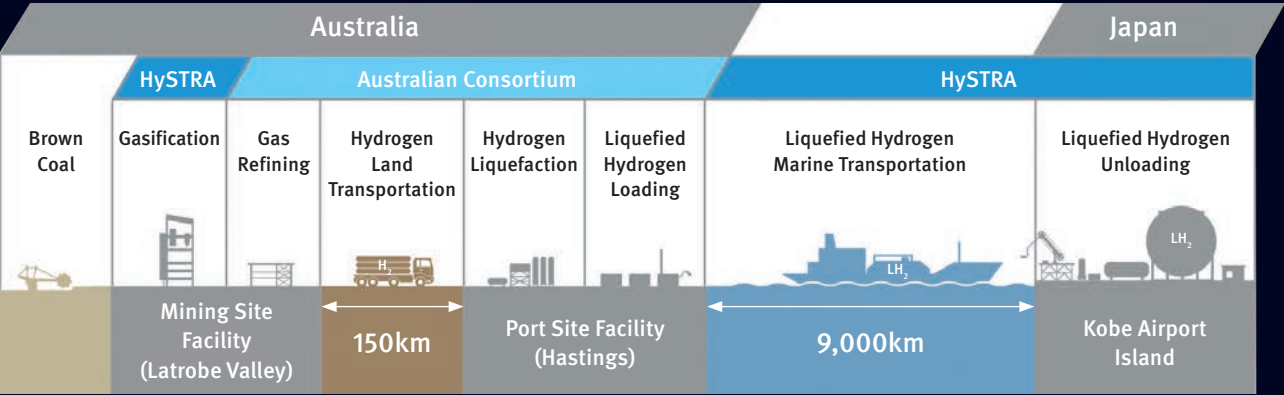 Australia
Japan
HySTRA
Australian Consortium
HySTRA
Brown
Coal
Gasification
Gas
Refining
Hydrogen
Land
Transportation
Hydrogen
Liquefaction
Liquefied
Hydrogen
Loading
Liquefied Hydrogen
Marine Transportation
Liquefied Hydrogen
Unloading
H₂
LH₂
LH₂
Mining Site
Facility
(Latrobe Valley)
150km
Port Site Facility
(Hastings)
9,000km
Kobe Airport
Island